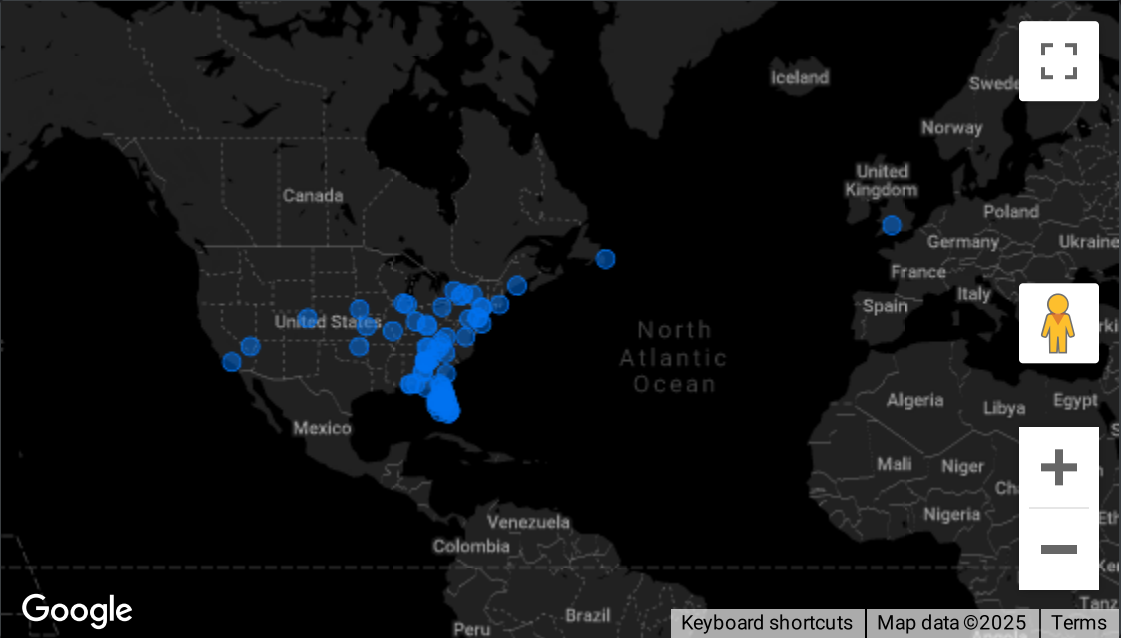 Iceland
Norway
United
Kingdom
Canada
Poland
Germany
Ukraine
France
Italy
Spain
United States
North
Atlantic
Ocean
Algeria
Libya
Egypt
Mexico
Mali
Niger
Nigeria
Venezuela
Colombia
Brazil
Peru
Google
Keyboard shortcuts
Map data ©2025
Terms